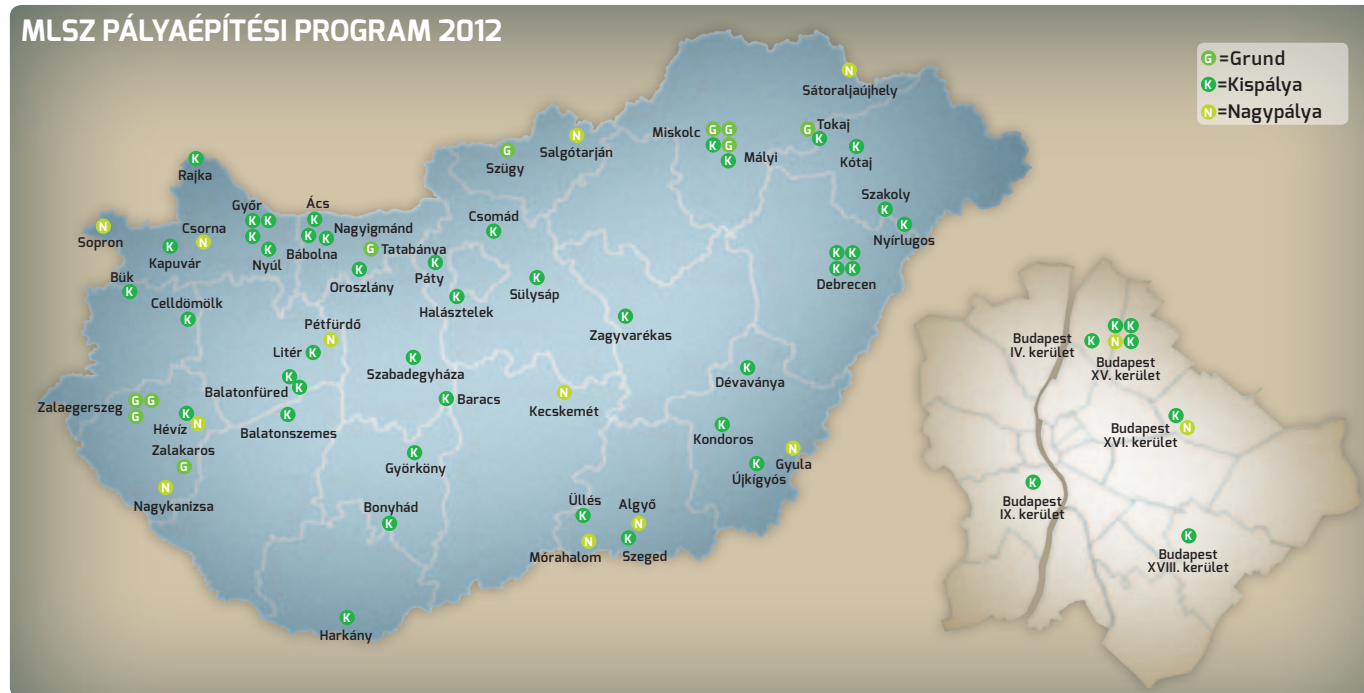 MLSZ PÁLYAÉPÍTÉSI PROGRAM 2012
G =Grund
K =Kispálya
N =Nagypálya
N
Sátoraljaújhely
Miskolc G G
K G
K
Mályi
G Tokaj
K
K
Kótaj
N
Salgótarján
G
Szügy
K
Rajka
Szakoly
K
K
Nyírlugos
Győr
K K
K
K
Nyúl
Ács
K
K
Bábolna
Nagyigmánd
K
G Tatabánya
K
Oroszlány
Csomád
K
N
Sopron
Csorna
N
K
Kapuvár
K
Páty
K
Halásztelek
K
Sülysáp
K K
K K
Debrecen
Bük
K
Celldömölk
K
Pétfürdő
N
Litér K
K
Zagyvarékas
K
Szabadegyháza
K
Dévaványa
Balatonfüred K
K
K Baracs
N
Kecskemét
Zalaegerszeg G G
G
K
Hévíz N
K
Balatonszemes
K
Kondoros
Zalakaros
G
K
Györköny
N
Gyula
K
Újkígyós
N
Nagykanizsa
Bonyhád
K
Üllés
K
Algyő
N
N
Mórahalom
K
Szeged
K
Harkány
Budapest
IV. kerület
K
K K
N K
Budapest
XV. kerület
K
N
Budapest
XVI. kerület
K
Budapest
IX. kerület
K
Budapest
XVIII. kerület